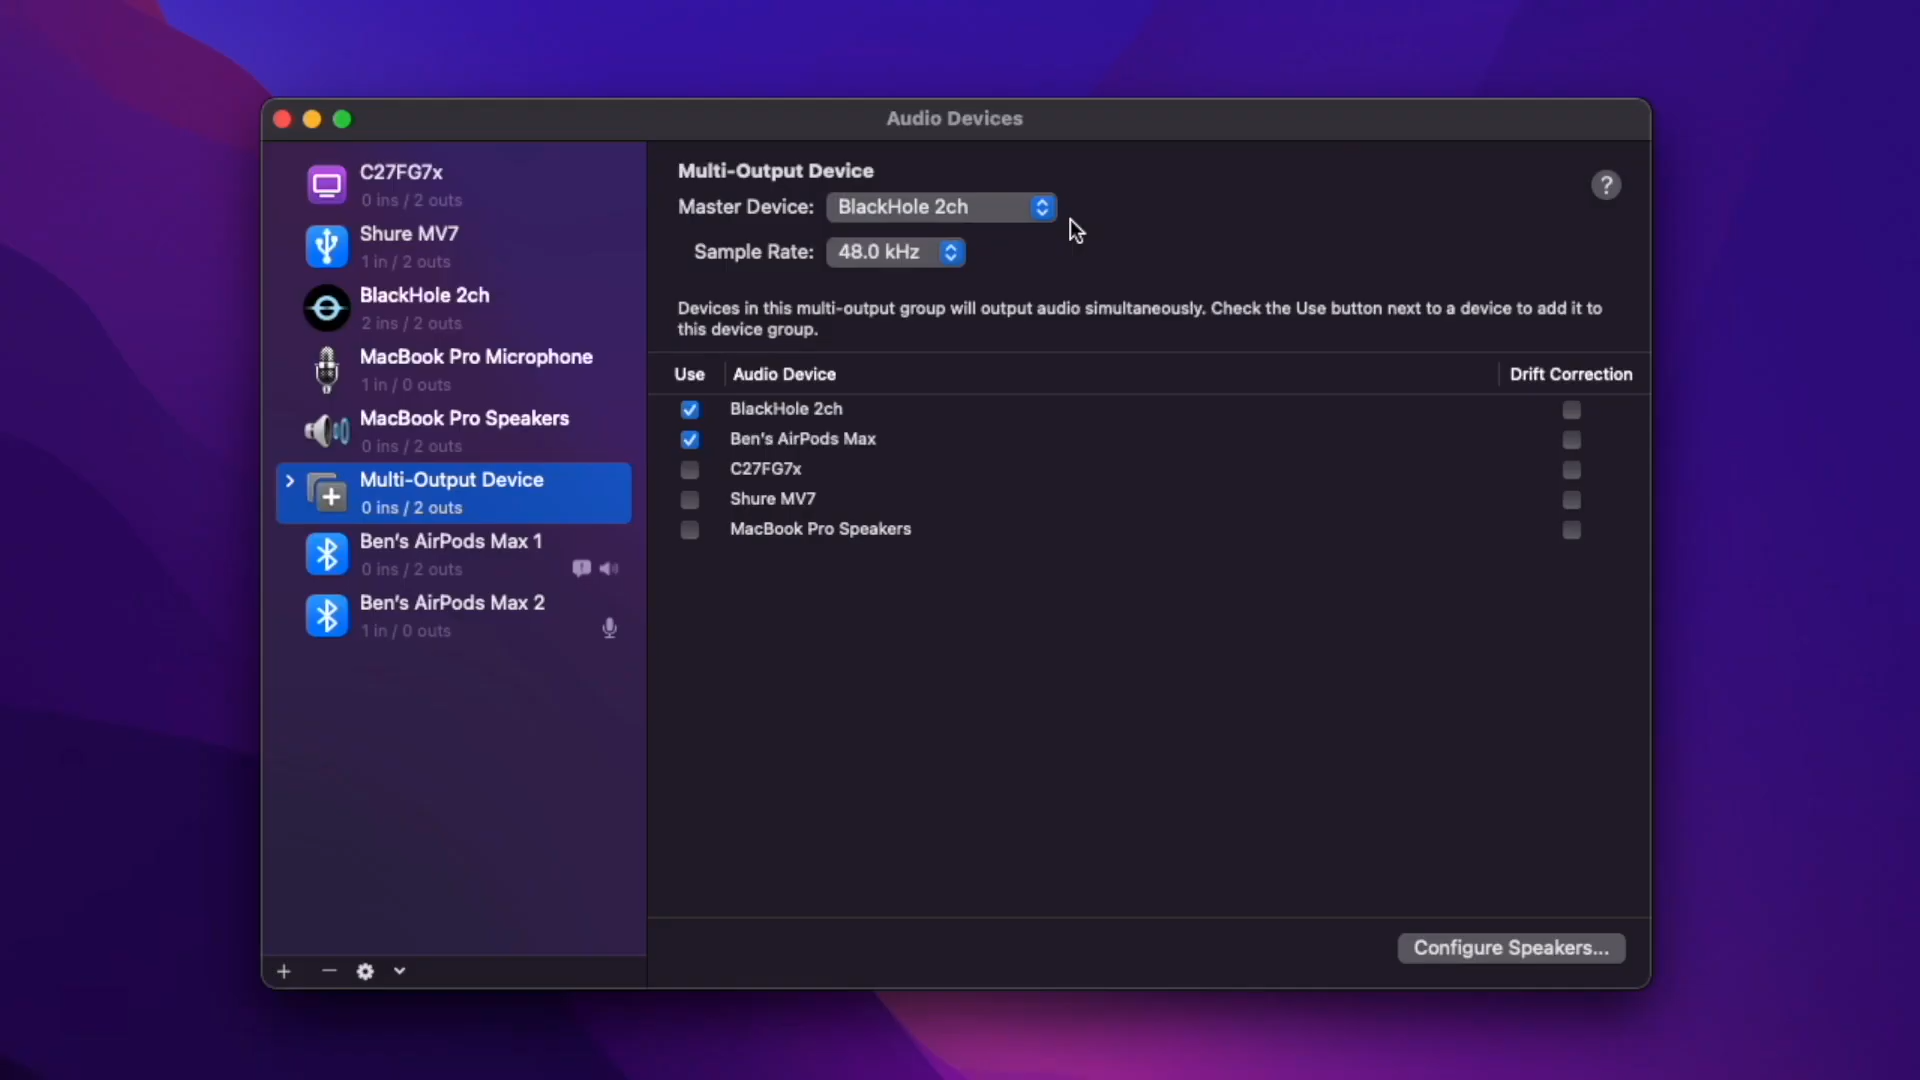 Audio Devices
C27FG7x
0 ins / 2 outs
Shure MV7
1 in / 2 outs
BlackHole 2ch
2 ins / 2 outs
MacBook Pro Microphone
1 in / 0 outs
MacBook Pro Speakers
0 ins / 2 outs
Multi-Output Device
0 ins / 2 outs
Ben's AirPods Max 1
0 ins / 2 outs
Ben's AirPods Max 2
1 in / 0 outs
Multi-Output Device
?
Master Device: BlackHole 2ch
Sample Rate: 48.0 kHz
Devices in this multi-output group will output audio simultaneously. Check the Use button next to a device to add it to
this device group.
Use Audio Device Drift Correction
BlackHole 2ch
Ben's AirPods Max
C27FG7x
Shure MV7
MacBook Pro Speakers
Configure Speakers...